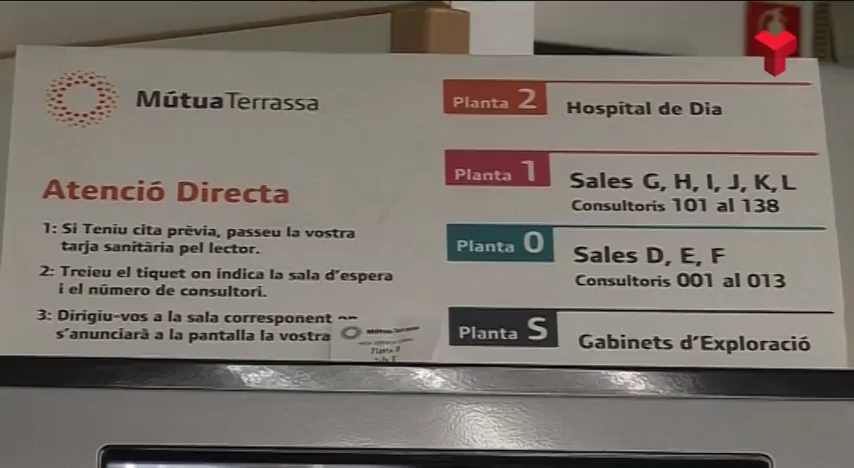 MútuaTerrassa
Atenció Directa
1: Si Teniu cita prèvia, passeu la vostra
tarja sanitària pel lector.
2: Treieu el tiquet on indica la sala d'espera
i el número de consultori.
3: Dirigiu-vos a la sala corresponent
s'anunciarà a la pantalla la vostra
Planta 2
Hospital de Dia
Planta 1
Sales G, H, I, J, K, L
Consultoris 101 al 138
Planta 0
Sales D, E, F
Consultoris 001 al 013
Planta S
Gabinets d'Exploració
Mútua Terrassa